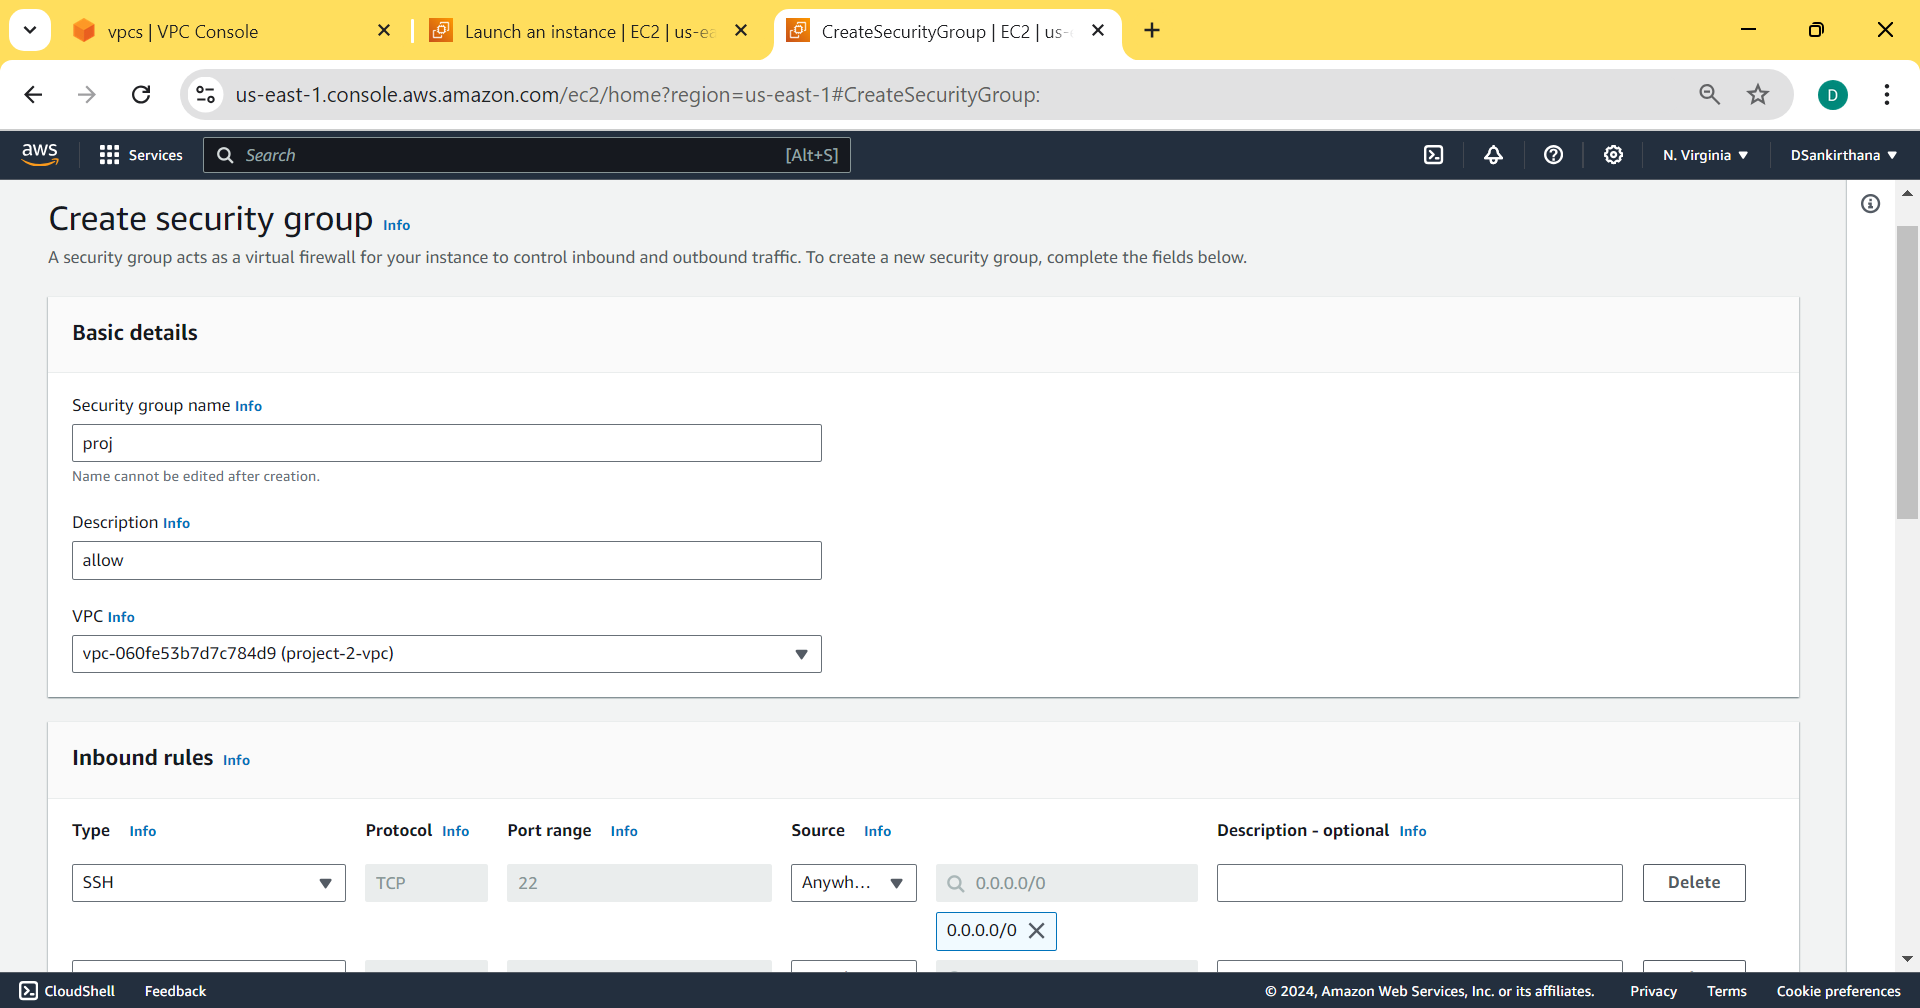 vpcs | VPC Console
Launch an instance | EC2 | us-ea
CreateSecurityGroup | EC2 | us-
us-east-1.console.aws.amazon.com/ec2/home?region=us-east-1#CreateSecurityGroup:
D
aws
Services
Search
[Alt+S]
N. Virginia
DSankirthana
Create security group Info
A security group acts as a virtual firewall for your instance to control inbound and outbound traffic. To create a new security group, complete the fields below.
Basic details
Security group name Info
proj
Name cannot be edited after creation.
Description Info
allow
VPC Info
vpc-060fe53b7d7c784d9 (project-2-vpc)
Inbound rules Info
Type Info Protocol Info Port range Info Source Info Description - optional Info
SSH TCP 22 Anywh... 0.0.0.0/0 Delete
0.0.0.0/0
CloudShell Feedback © 2024, Amazon Web Services, Inc. or its affiliates. Privacy Terms Cookie preferences